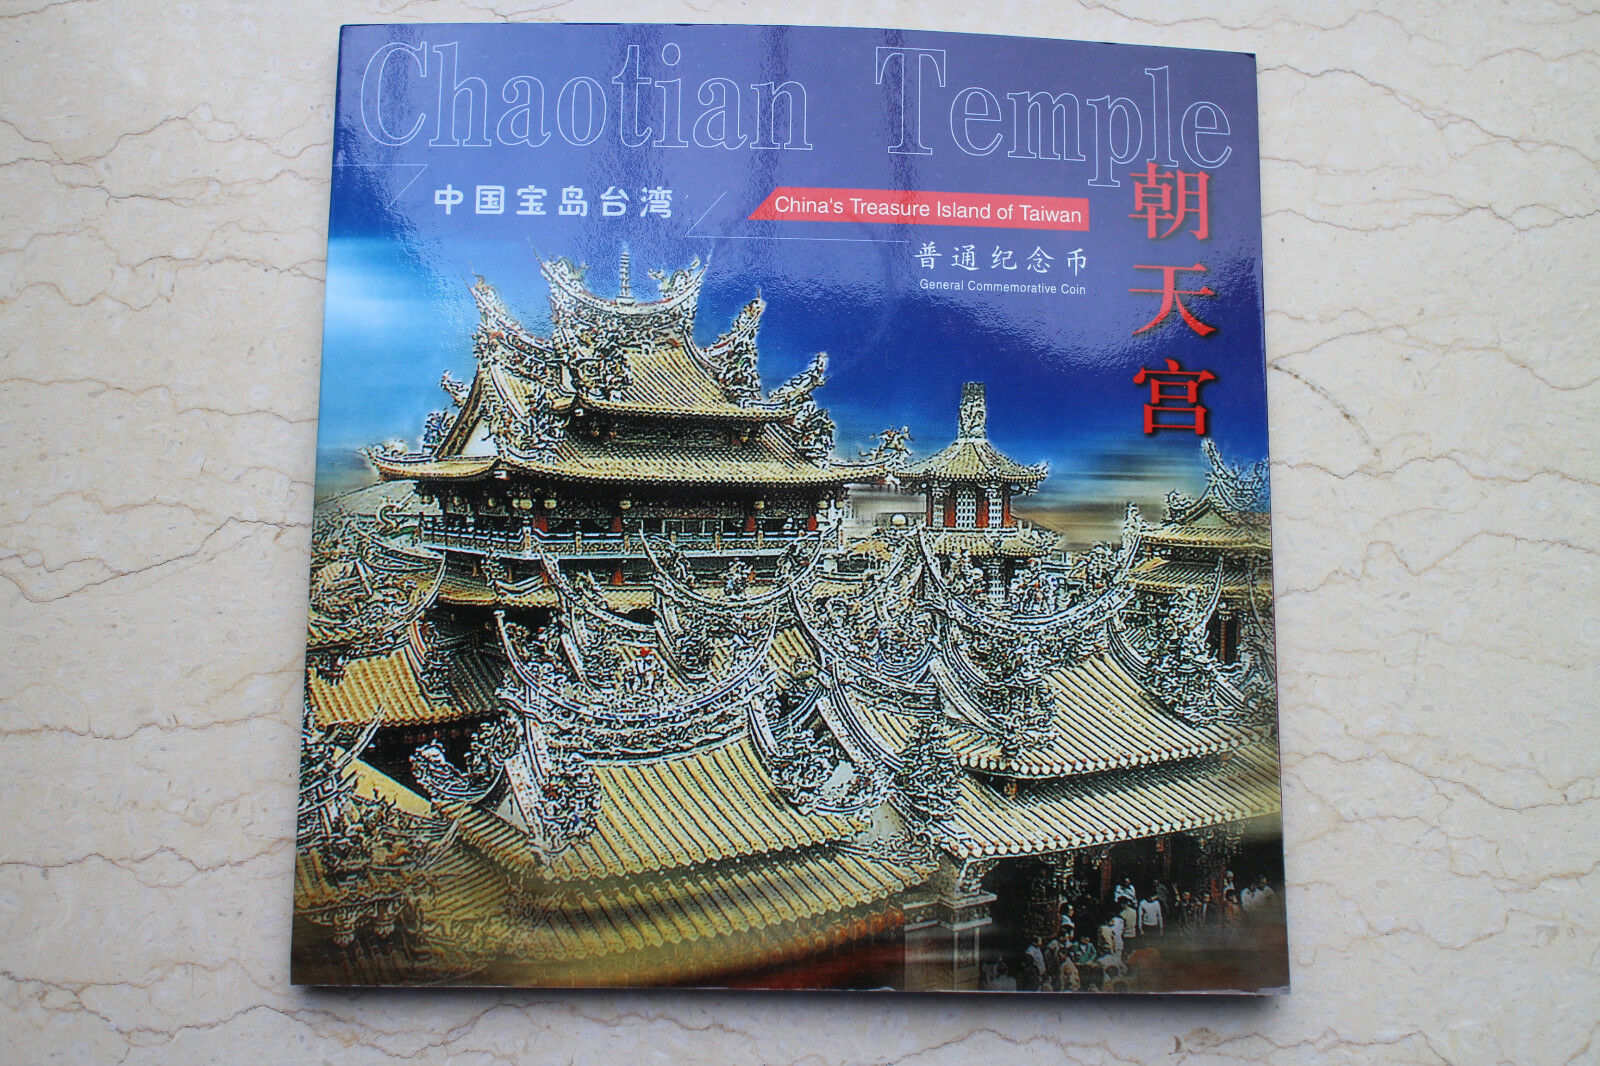 Chaotian Temple
中国宝岛台湾
China's Treasure Island of Taiwan
普通纪念币
General Commemorative Coin
朝天宫